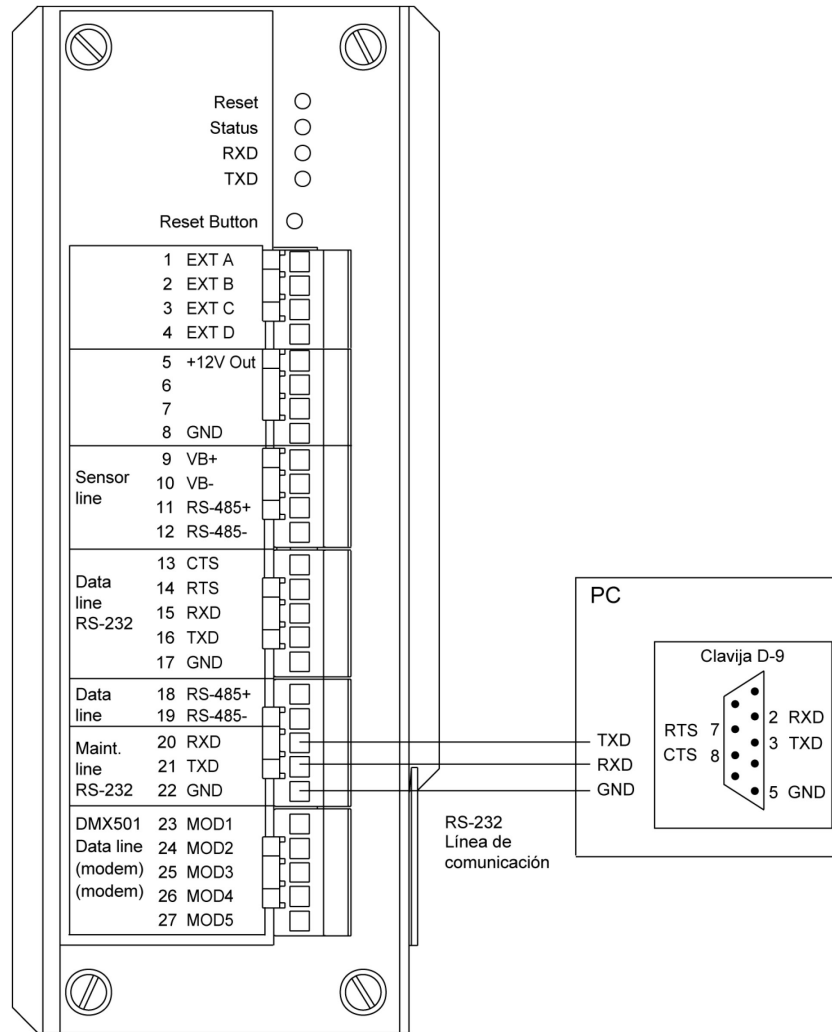 Reset
Status
RXD
TXD
Reset Button
1 EXT A
2 EXT B
3 EXT C
4 EXT D
5 +12V Out
6
7
8 GND
Sensor
line
9 VB+
10 VB-
11 RS-485+
12 RS-485-
Data
line
RS-232
13 CTS
14 RTS
15 RXD
16 TXD
17 GND
Data
line
18 RS-485+
19 RS-485-
Maint.
line
RS-232
20 RXD
21 TXD
22 GND
DMX501
Data line
(modem)
(modem)
23 MOD1
24 MOD2
25 MOD3
26 MOD4
27 MOD5
TXD
RXD
GND
RS-232
Línea de
comunicación
PC
Clavija D-9
RTS 7
CTS 8
2 RXD
3 TXD
5 GND